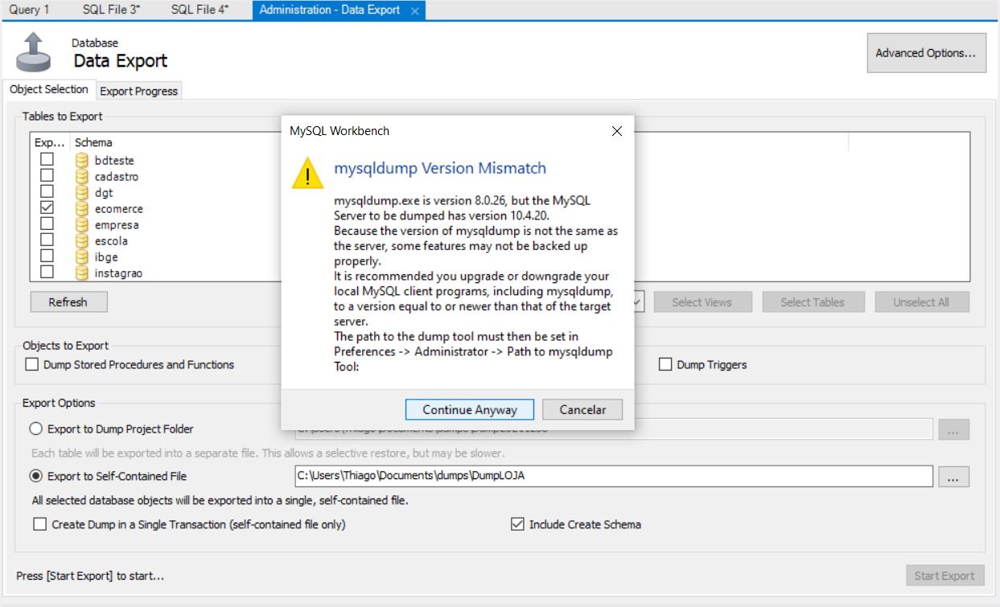 Query 1 SQL File 3* SQL File 4* Administration - Data Export
Database
Data Export
Advanced Options...
Object Selection Export Progress
Tables to Export
Exp... Schema
bdteste
cadastro
dgt
ecomerce
empresa
escola
ibge
instagrao
Refresh Select Views Select Tables Unselect All
MySQL Workbench
mysqldump Version Mismatch
mysqldump.exe is version 8.0.26, but the MySQL
Server to be dumped has version 10.4.20.
Because the version of mysqldump is not the same as
the server, some features may not be backed up
properly.
It is recommended you upgrade or downgrade your
local MySQL client programs, including mysqldump,
to a version equal to or newer than that of the target
server.
The path to the dump tool must then be set in
Preferences -> Administrator -> Path to mysqldump
Tool:
Continue Anyway Cancelar
Objects to Export
Dump Stored Procedures and Functions Dump Triggers
Export Options
Export to Dump Project Folder ...
Each table will be exported into a separate file. This allows a selective restore, but may be slower.
Export to Self-Contained File C:\Users\Thiago\Documents\dumps\DumpLOJA ...
All selected database objects will be exported into a single, self-contained file.
Create Dump in a Single Transaction (self-contained file only) Include Create Schema
Press [Start Export] to start... Start Export